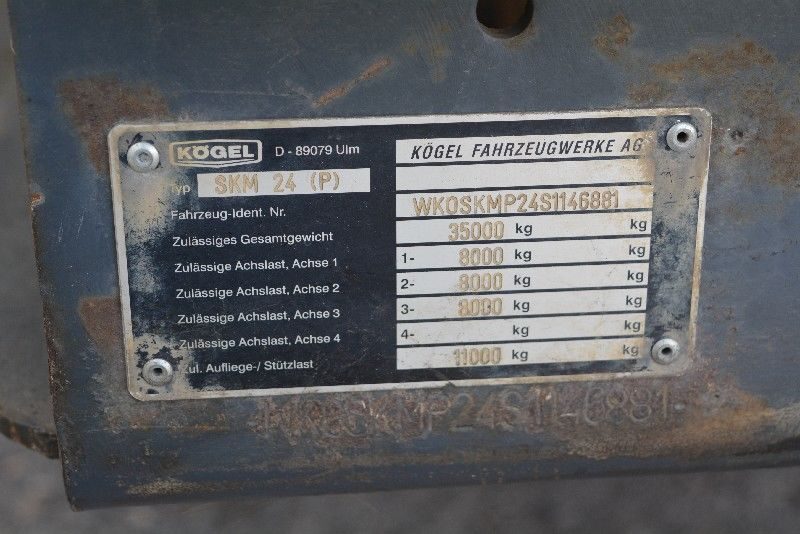 KÖGEL D - 89079 Ulm KÖGEL FAHRZEUGWERKE AG
Typ SKM 24 (P)
Fahrzeug-Ident. Nr. WK0SKMP24S1146881
Zulässiges Gesamtgewicht 35000 kg kg
Zulässige Achslast, Achse 1 1- 8000 kg kg
Zulässige Achslast, Achse 2 2- 8000 kg kg
Zulässige Achslast, Achse 3 3- 8000 kg kg
Zulässige Achslast, Achse 4 4- kg kg
Zul. Aufliege-/ Stützlast 11000 kg kg
WK0SKMP24S1146881